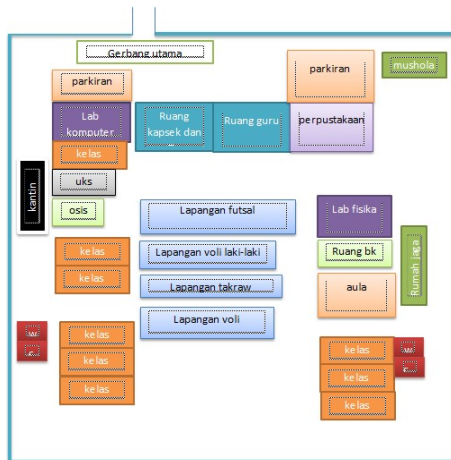 Gerbang utama
parkiran
mushola
parkiran
Lab
komputer
Ruang
kapsek dan
Ruang guru
perpustakaan
kelas
kantin
uks
osis
Lapangan futsal
Lab fisika
kelas
Lapangan voli laki-laki
Ruang bk
Rumah jaga
kelas
Lapangan takraw
aula
Lapangan voli
kelas
kelas
kelas
kelas
kelas
kelas